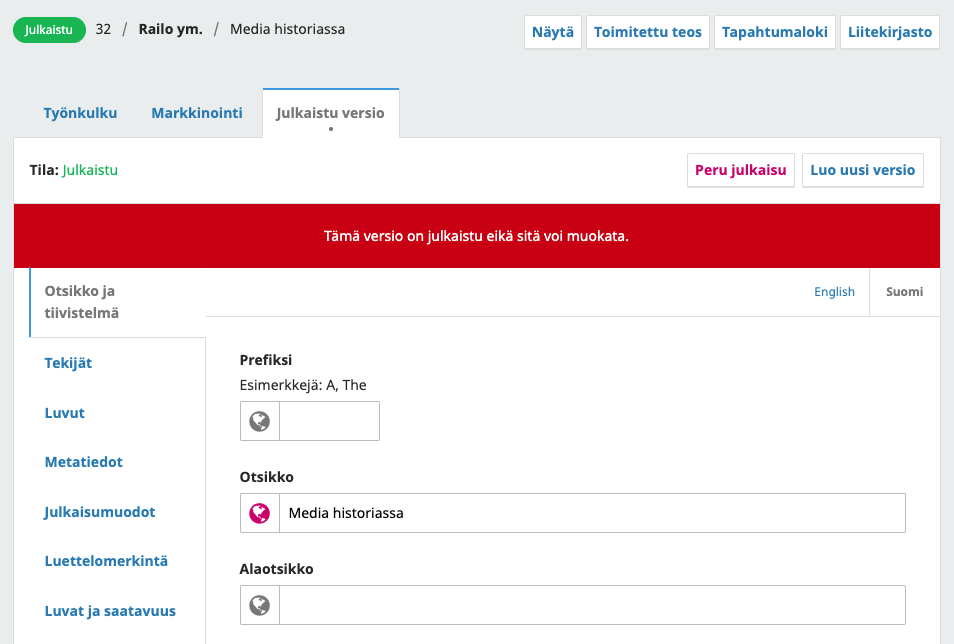 Julkaistu 32 / Railo ym. / Media historiassa
Näytä Toimitettu teos Tapahtumaloki Liitekirjasto
Työnkulku Markkinointi Julkaistu versio
Tila: Julkaistu
Peru julkaisu Luo uusi versio
Tämä versio on julkaistu eikä sitä voi muokata.
Otsikko ja
tiivistelmä
English Suomi
Tekijät
Luvut
Metatiedot
Julkaisumuodot
Luettelomerkintä
Luvat ja saatavuus
Prefiksi
Esimerkkejä: A, The
Otsikko
Media historiassa
Alaotsikko